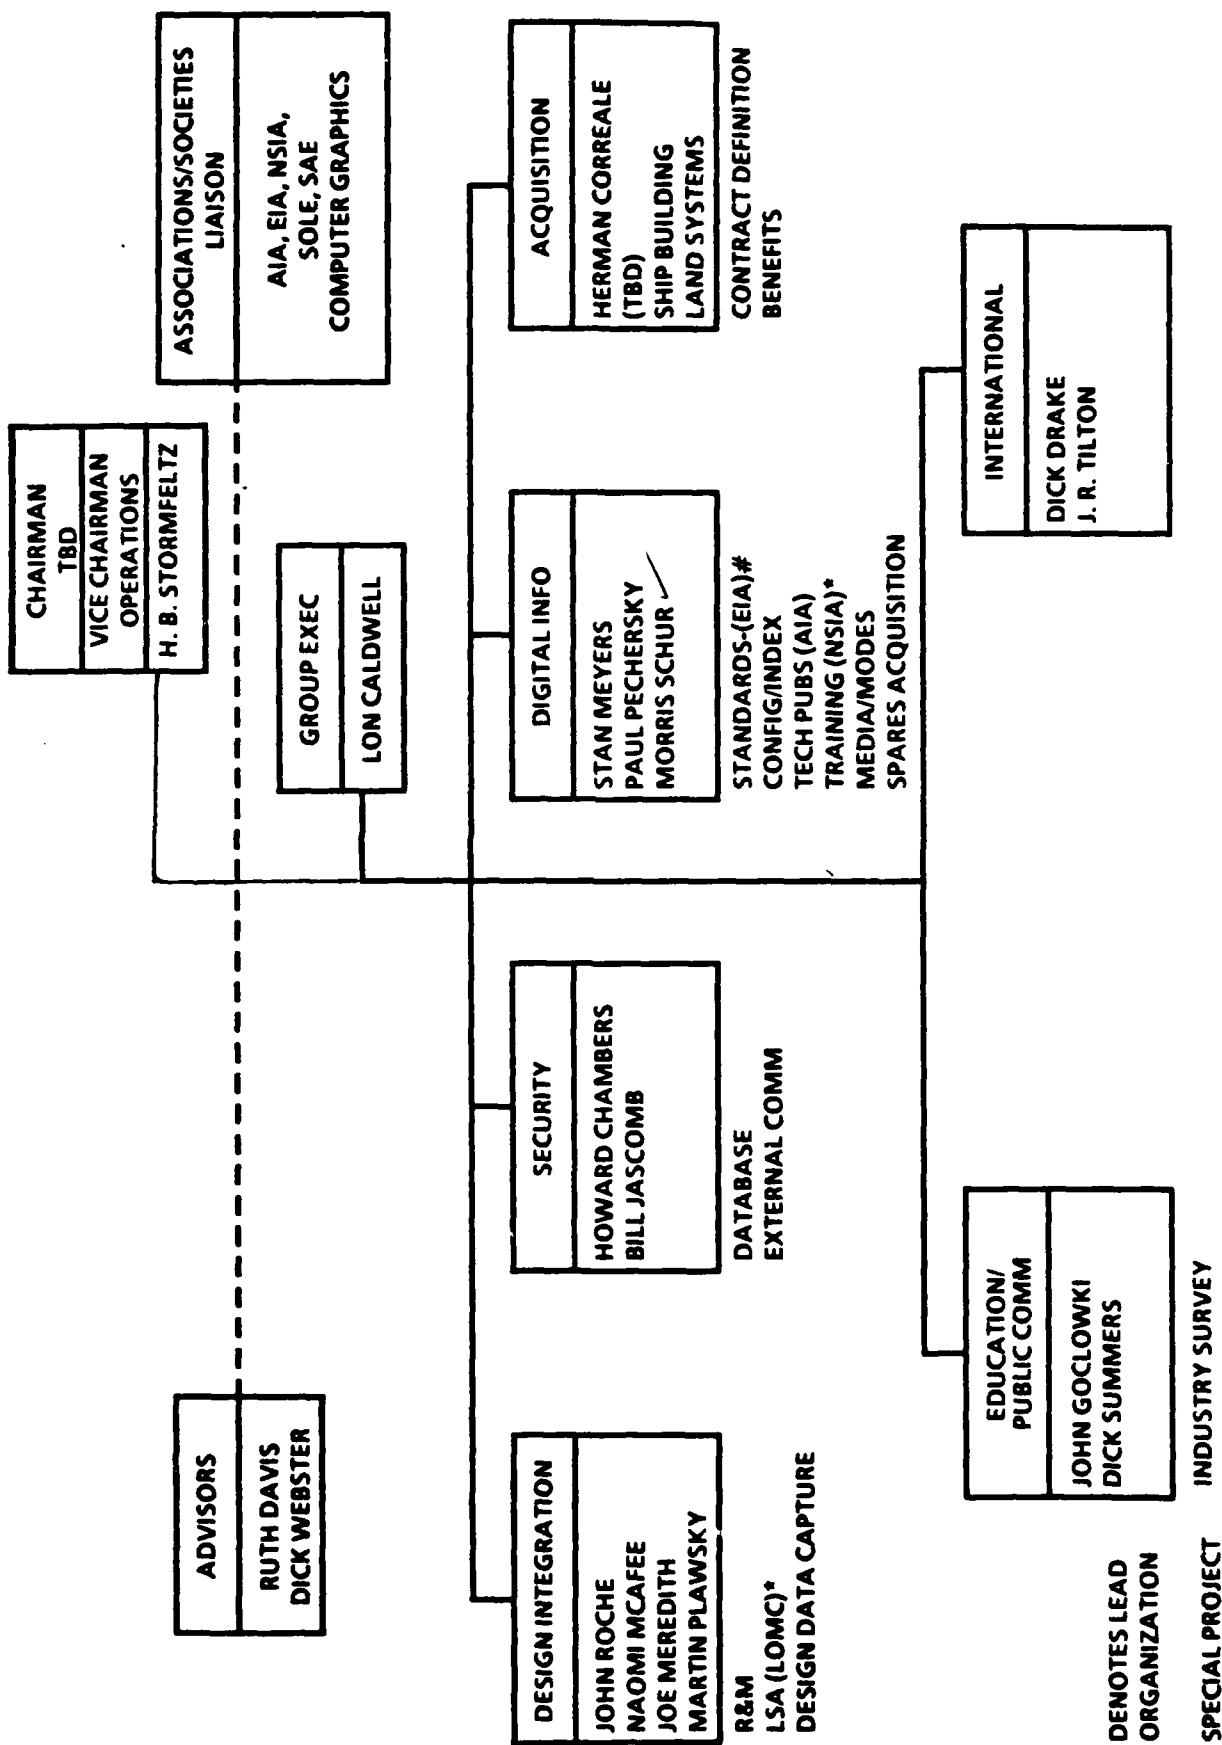 CHAIRMAN
TBD
VICE CHAIRMAN
OPERATIONS
H. B. STORMFELTZ
ADVISORS
RUTH DAVIS
DICK WEBSTER
ASSOCIATIONS/SOCIETIES
LIAISON
AIA, EIA, NSIA,
SOLE, SAE
COMPUTER GRAPHICS
GROUP EXEC
LON CALDWELL
DESIGN INTEGRATION
JOHN ROCHE
NAOMI MCAFEE
JOE MEREDITH
MARTIN PLAWSKY
R&M
LSA (LOMC)*
DESIGN DATA CAPTURE
SECURITY
HOWARD CHAMBERS
BILL JASCOMB
DATABASE
EXTERNAL COMM
DIGITAL INFO
STAN MEYERS
PAUL PECHERSKY
MORRIS SCHUR
STANDARDS-(EIA)#
CONFIG/INDEX
TECH PUBS (AIA)
TRAINING (NSIA)*
MEDIA/MODES
SPARES ACQUISITION
ACQUISITION
HERMAN CORREALE
(TBD)
SHIP BUILDING
LAND SYSTEMS
CONTRACT DEFINITION
BENEFITS
EDUCATION/
PUBLIC COMM
JOHN GOCLOWKI
DICK SUMMERS
INDUSTRY SURVEY
INTERNATIONAL
DICK DRAKE
J. R. TILTON
DENOTES LEAD
ORGANIZATION
SPECIAL PROJECT